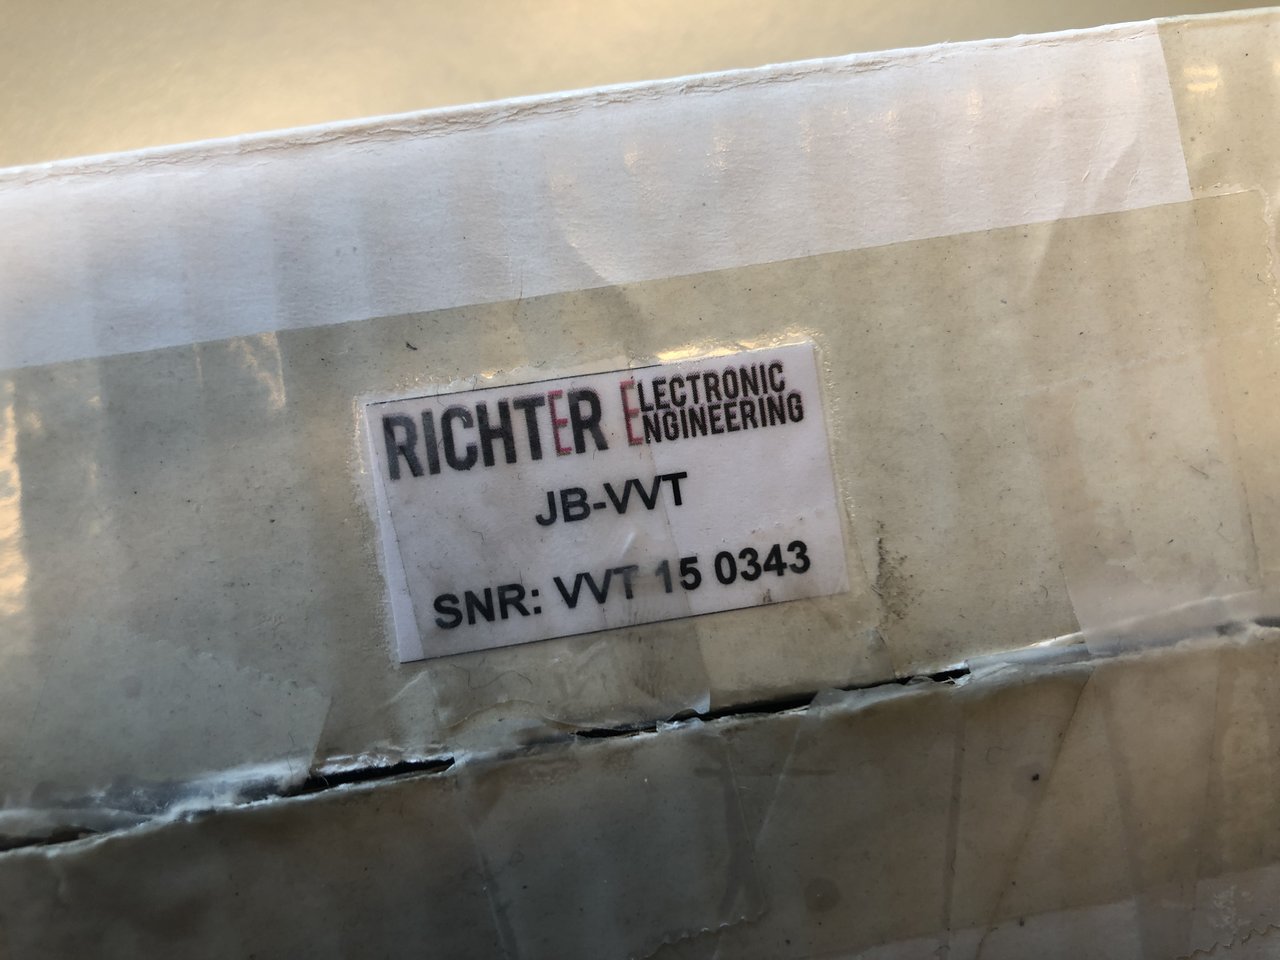 RICHTER ELECTRONIC ENGINEERING
JB-VVT
SNR: VVT 15 0343